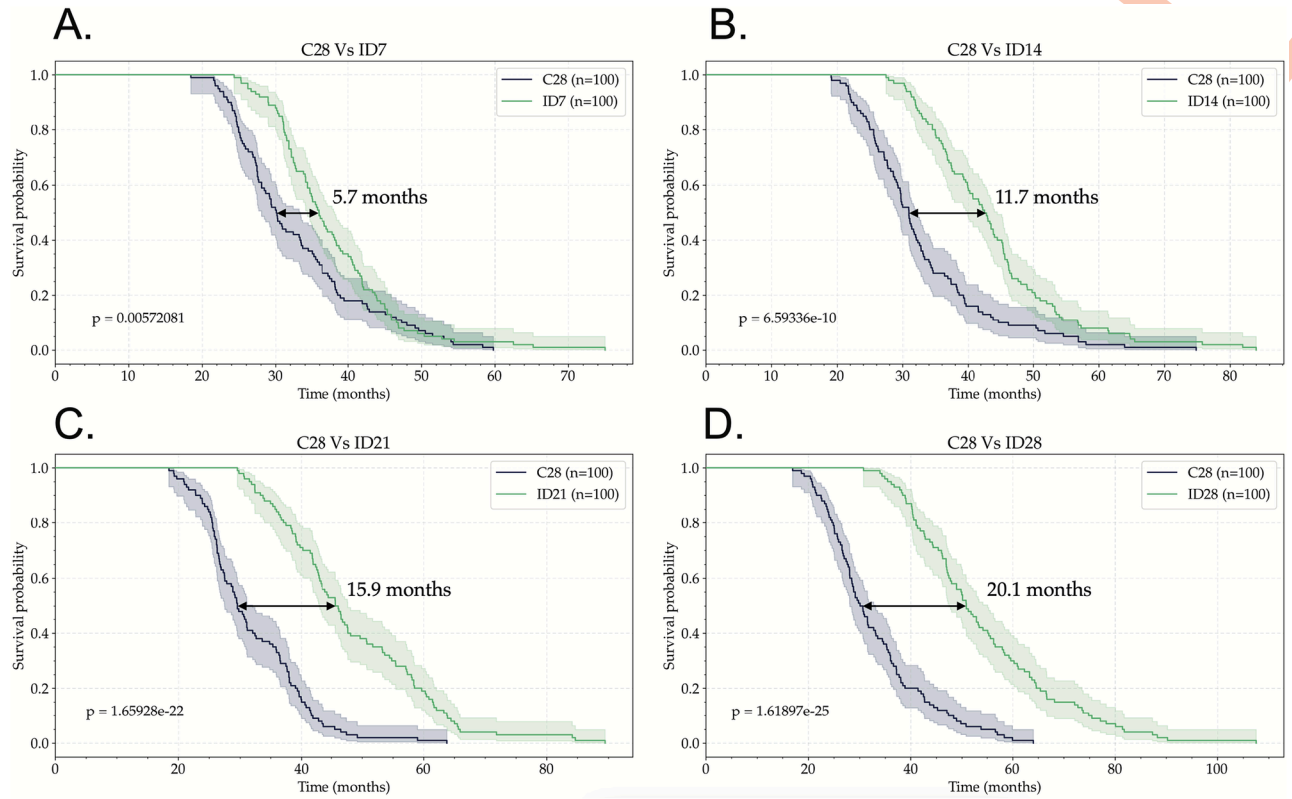 A.
C28 Vs ID7
Survival probability
1.0
0.8
0.6
0.4
0.2
0.0
C28 (n=100)
ID7 (n=100)
5.7 months
p = 0.00572081
0 10 20 30 40 50 60 70
Time (months)
B.
C28 Vs ID14
Survival probability
1.0
0.8
0.6
0.4
0.2
0.0
C28 (n=100)
ID14 (n=100)
11.7 months
p = 6.59336e-10
0 10 20 30 40 50 60 70 80
Time (months)
C.
C28 Vs ID21
Survival probability
1.0
0.8
0.6
0.4
0.2
0.0
C28 (n=100)
ID21 (n=100)
15.9 months
p = 1.65928e-22
0 20 40 60 80
Time (months)
D.
C28 Vs ID28
Survival probability
1.0
0.8
0.6
0.4
0.2
0.0
C28 (n=100)
ID28 (n=100)
20.1 months
p = 1.61897e-25
0 20 40 60 80 100
Time (months)